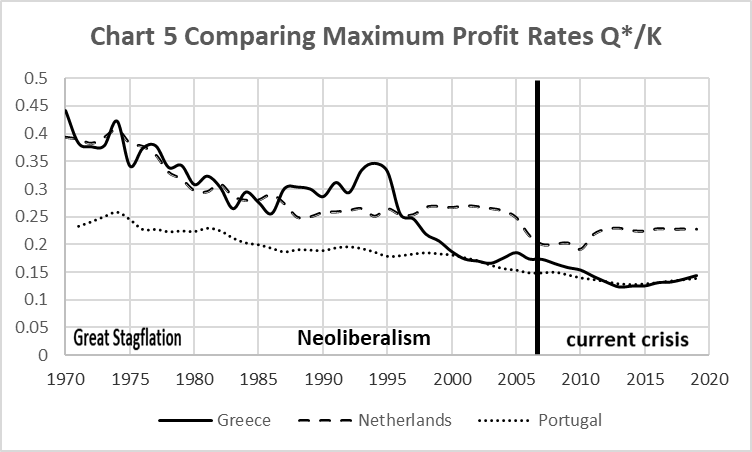 Chart 5 Comparing Maximum Profit Rates Q*/K
0.5
0.45
0.4
0.35
0.3
0.25
0.2
0.15
0.1
0.05
0
Great Stagflation
Neoliberalism
current crisis
1970 1975 1980 1985 1990 1995 2000 2005 2010 2015 2020
Greece Netherlands Portugal